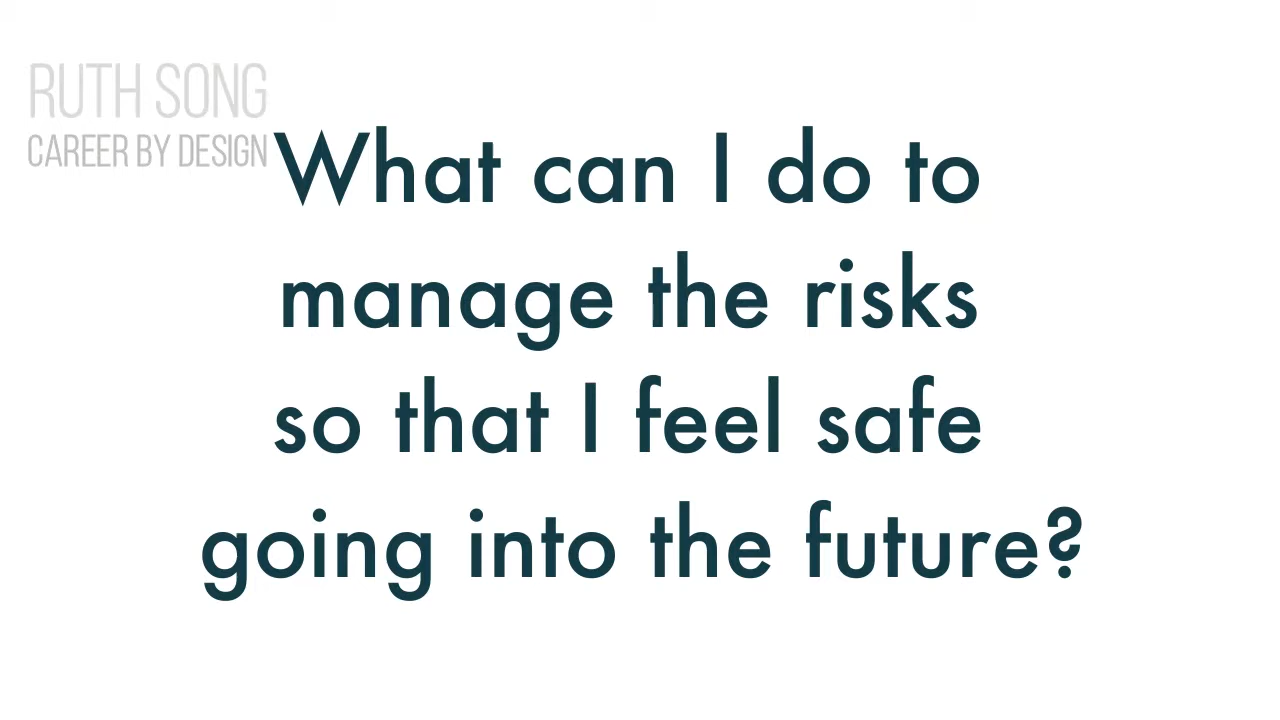 RUTH SONG
CAREER BY DESIGN
What can I do to
manage the risks
so that I feel safe
going into the future?